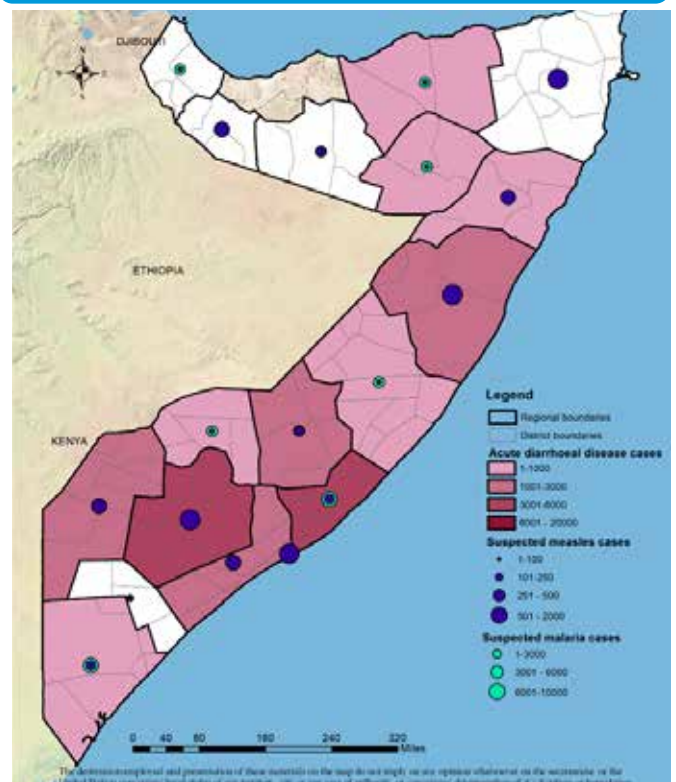 DJIBOUTI
N
ETHIOPIA
KENYA
Legend
Regional boundaries
District boundaries
Acute diarrhoeal disease cases
1-1000
1001-3000
3001-6000
6001 - 20000
Suspected measles cases
1-100
101-250
251 - 500
501 - 2000
Suspected malaria cases
1-3000
3001 - 6000
6001-10000
0 40 80 160 240 320
Miles